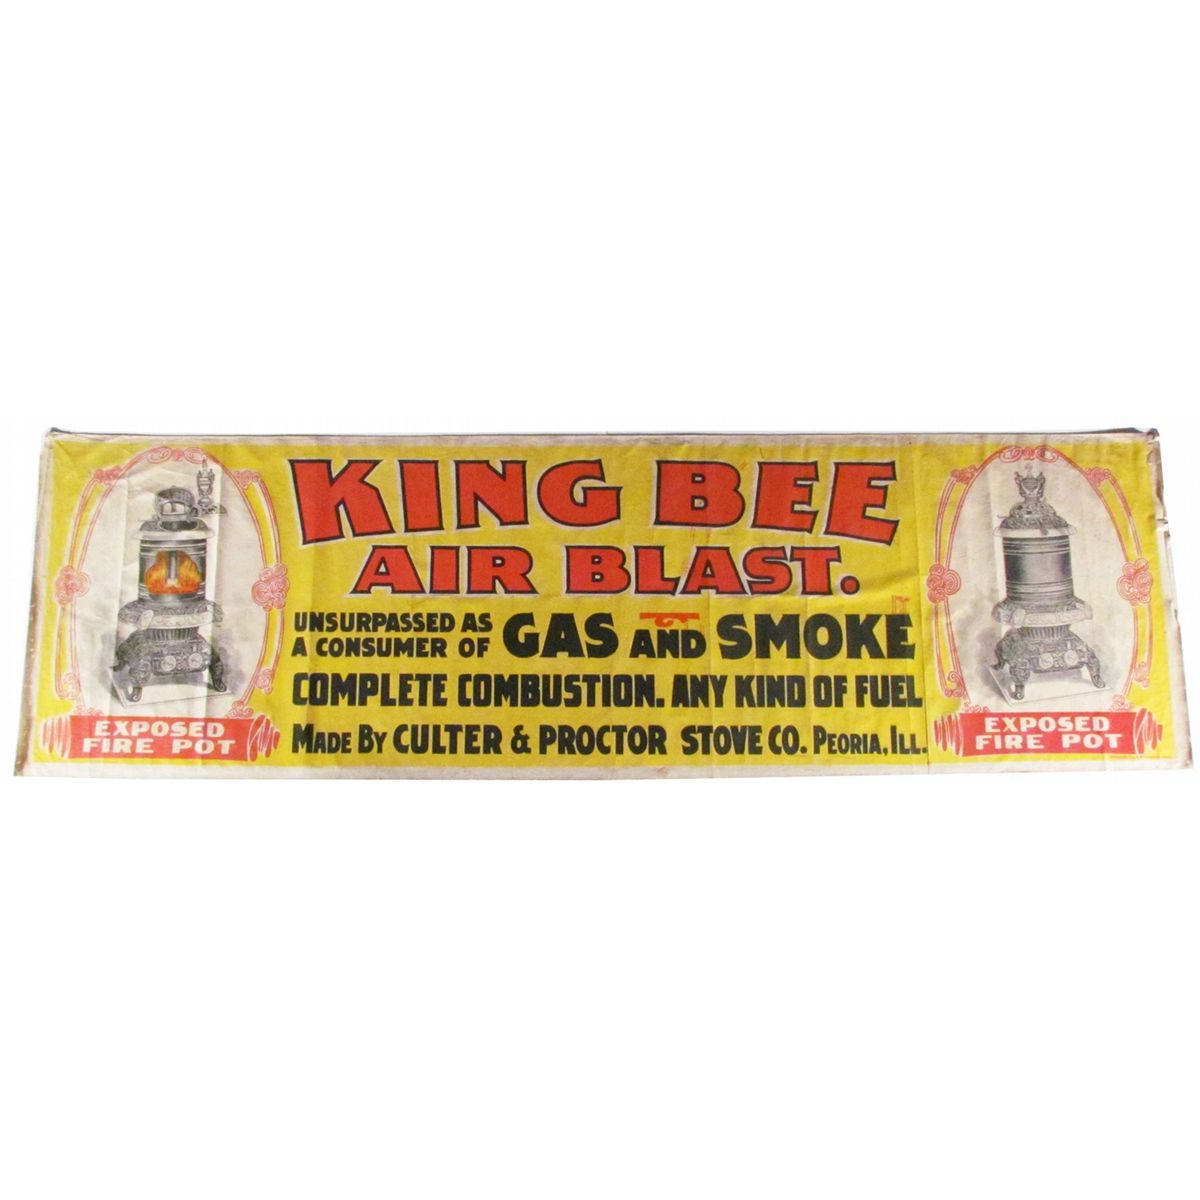 KING BEE
AIR BLAST.
UNSURPASSED AS
A CONSUMER OF GAS AND SMOKE
COMPLETE COMBUSTION. ANY KIND OF FUEL
MADE BY CULTER & PROCTOR STOVE CO. PEORIA, ILL.
EXPOSED
FIRE POT
EXPOSED
FIRE POT